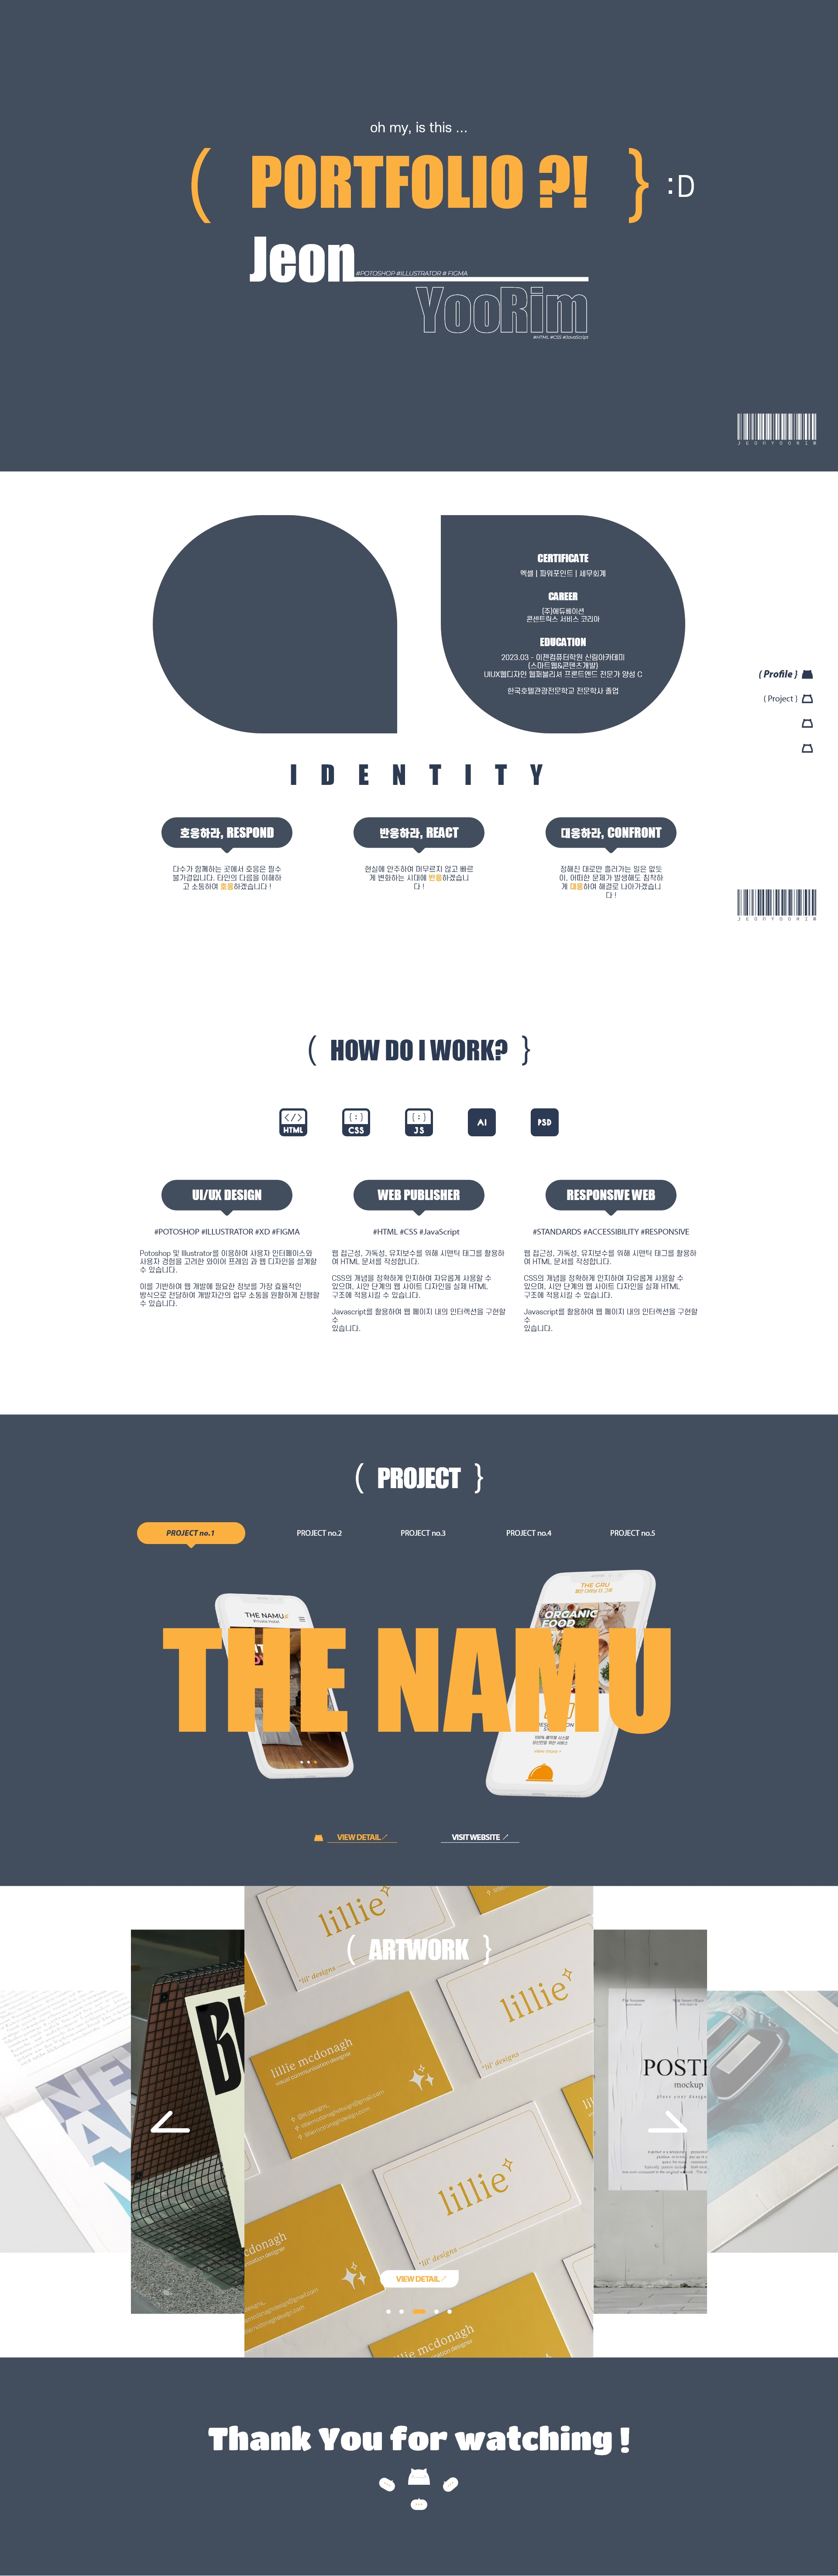 oh my, is this ...
( PORTFOLIO ?! } :D
Jeon
#POTOSHOP #ILLUSTRATOR # FIGMA
YooRim
#HTML #CSS #JavaScript
J E O N Y O O R I M
CERTIFICATE
엑셀 | 파워포인트 | 세무회계
CAREER
(주)에듀베이션
콘센트릭스 서비스 코리아
EDUCATION
2023.03 - 이젠컴퓨터학원 신림아카데미
(스마트웹&콘텐츠개발)
UIUX웹디자인 웹퍼블리셔 프론트엔드 전문가 양성 C
한국호텔관광전문학교 전문학사 졸업
( Profile }
( Project }
IDENTITY
호응하라, RESPOND
다수가 함께하는 곳에서 호응은 필수
불가결입니다. 타인의 다름을 이해하
고 소통하여 호응하겠습니다 !
반응하라, REACT
현실에 안주하여 머무르지 않고 빠르
게 변화하는 시대에 반응하겠습니
다 !
대응하라, CONFRONT
정해진 대로만 흘러가는 일은 없듯
이, 어떠한 문제가 발생해도 침착하
게 대응하여 해결로 나아가겠습니
다 !
J E O N Y O O R I M
( HOW DO I WORK? }
</> HTML
{ : } CSS
{ : } JS
AI
PSD
UI/UX DESIGN
#POTOSHOP #ILLUSTRATOR #XD #FIGMA
Potoshop 및 Illustrator를 이용하여 사용자 인터페이스와
사용자 경험을 고려한 와이어 프레임 과 웹 디자인을 설계할
수 있습니다.
이를 기반하여 웹 개발에 필요한 정보를 가장 효율적인
방식으로 전달하여 개발자간의 업무 소통을 원활하게 진행할
수 있습니다.
WEB PUBLISHER
#HTML #CSS #JavaScript
웹 접근성, 가독성, 유지보수를 위해 시맨틱 태그를 활용하
여 HTML 문서를 작성합니다.
CSS의 개념을 정확하게 인지하여 자유롭게 사용할 수
있으며, 시안 단계의 웹 사이트 디자인을 실제 HTML
구조에 적용시킬 수 있습니다.
Javascript를 활용하여 웹 페이지 내의 인터렉션을 구현할
수
있습니다.
RESPONSIVE WEB
#STANDARDS #ACCESSIBILITY #RESPONSIVE
웹 접근성, 가독성, 유지보수를 위해 시맨틱 태그를 활용하
여 HTML 문서를 작성합니다.
CSS의 개념을 정확하게 인지하여 자유롭게 사용할 수
있으며, 시안 단계의 웹 사이트 디자인을 실제 HTML
구조에 적용시킬 수 있습니다.
Javascript를 활용하여 웹 페이지 내의 인터렉션을 구현할
수
있습니다.
( PROJECT }
PROJECT no.1
PROJECT no.2
PROJECT no.3
PROJECT no.4
PROJECT no.5
THE NAMU
THE GRU
ORGANIC
FOOD
THE NAMU
view more >
VIEW DETAIL
VISIT WEBSITE
( ARTWORK }
lillie
"lil" designs
lillie
"lil" designs
lillie mcdonagh
visual communication designer
lillie
"lil" designs
lillie mcdonagh
POST
mockup
VIEW DETAIL
Thank You for watching !